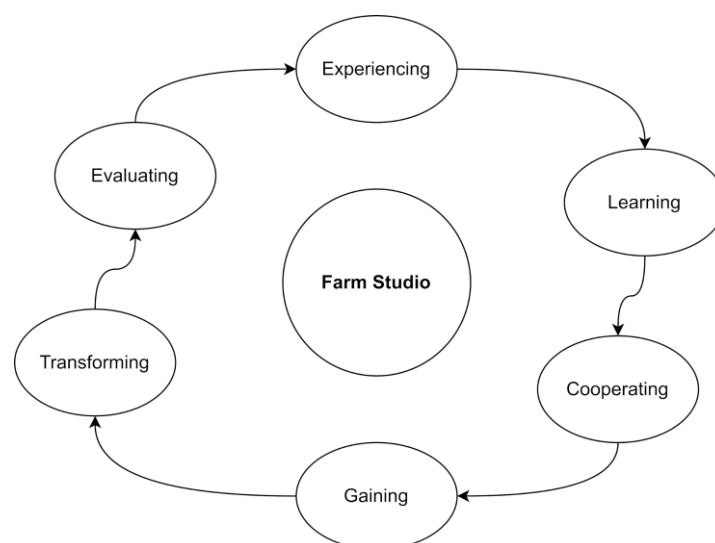 Experiencing
Evaluating
Learning
Farm Studio
Transforming
Cooperating
Gaining